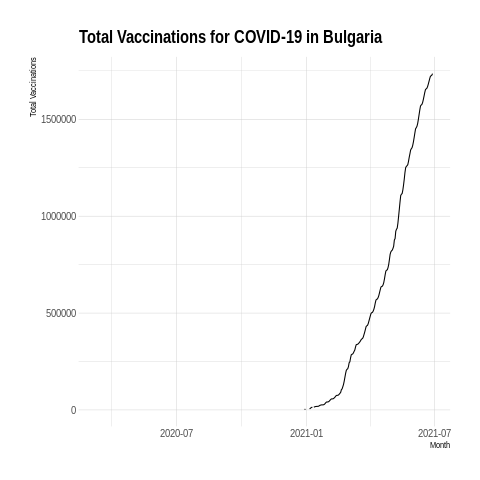 Total Vaccinations for COVID-19 in Bulgaria
Total Vaccinations
1500000
1000000
500000
0
2020-07 2021-01 2021-07
Month